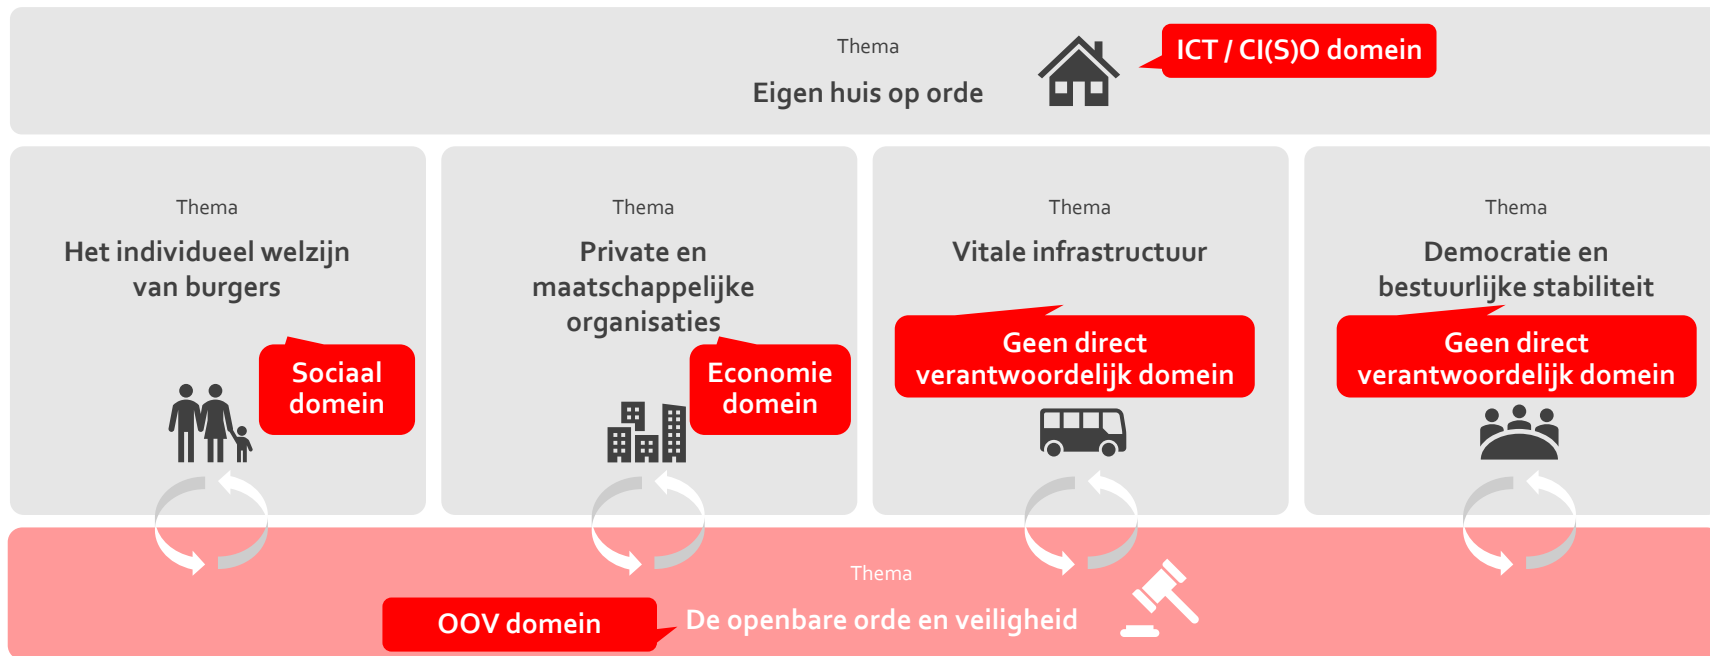 Thema
Eigen huis op orde
ICT / CI(S)O domein
Thema
Het individueel welzijn
van burgers
Sociaal
domein
Thema
Private en
maatschappelijke
organisaties
Economie
domein
Thema
Vitale infrastructuur
Geen direct
verantwoordelijk domein
Thema
Democratie en
bestuurlijke stabiliteit
Geen direct
verantwoordelijk domein
Thema
OOV domein
De openbare orde en veiligheid